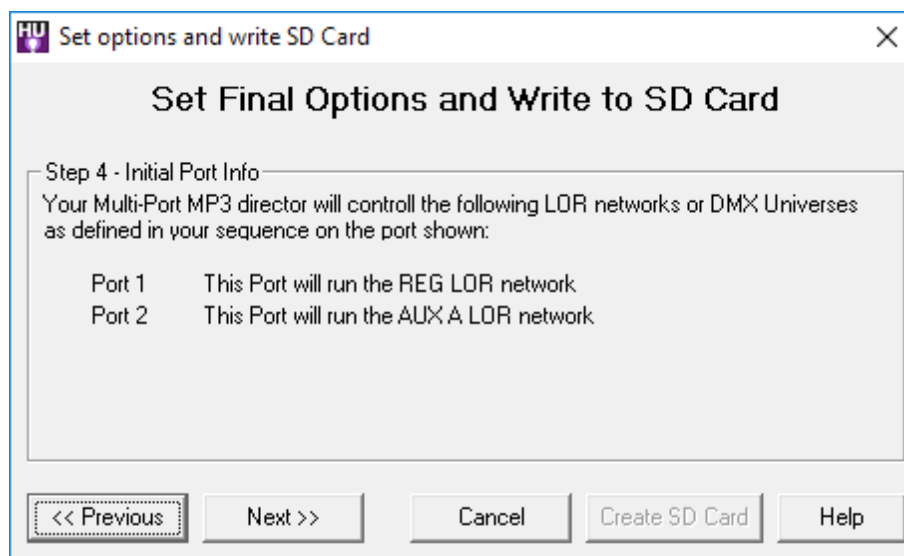 HU
Set options and write SD Card
Set Final Options and Write to SD Card
Step 4 - Initial Port Info
Your Multi-Port MP3 director will controll the following LOR networks or DMX Universes
as defined in your sequence on the port shown:
Port 1 This Port will run the REG LOR network
Port 2 This Port will run the AUX A LOR network
<< Previous Next >> Cancel Create SD Card Help